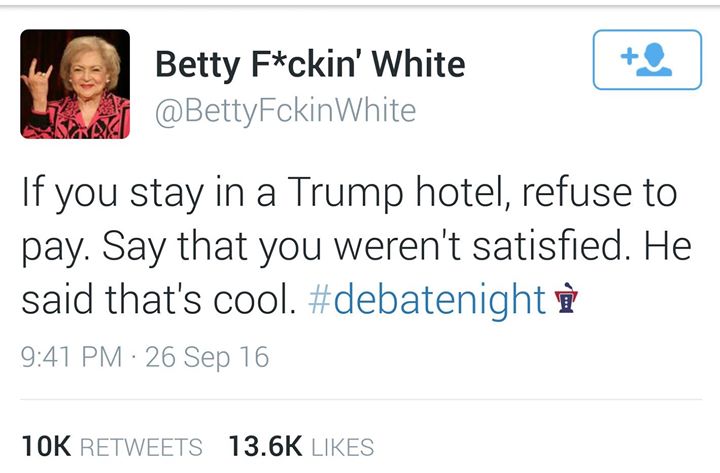 Betty F*ckin' White
@BettyFckinWhite
If you stay in a Trump hotel, refuse to
pay. Say that you weren't satisfied. He
said that's cool. #debatenight
9:41 PM · 26 Sep 16
10K RETWEETS 13.6K LIKES